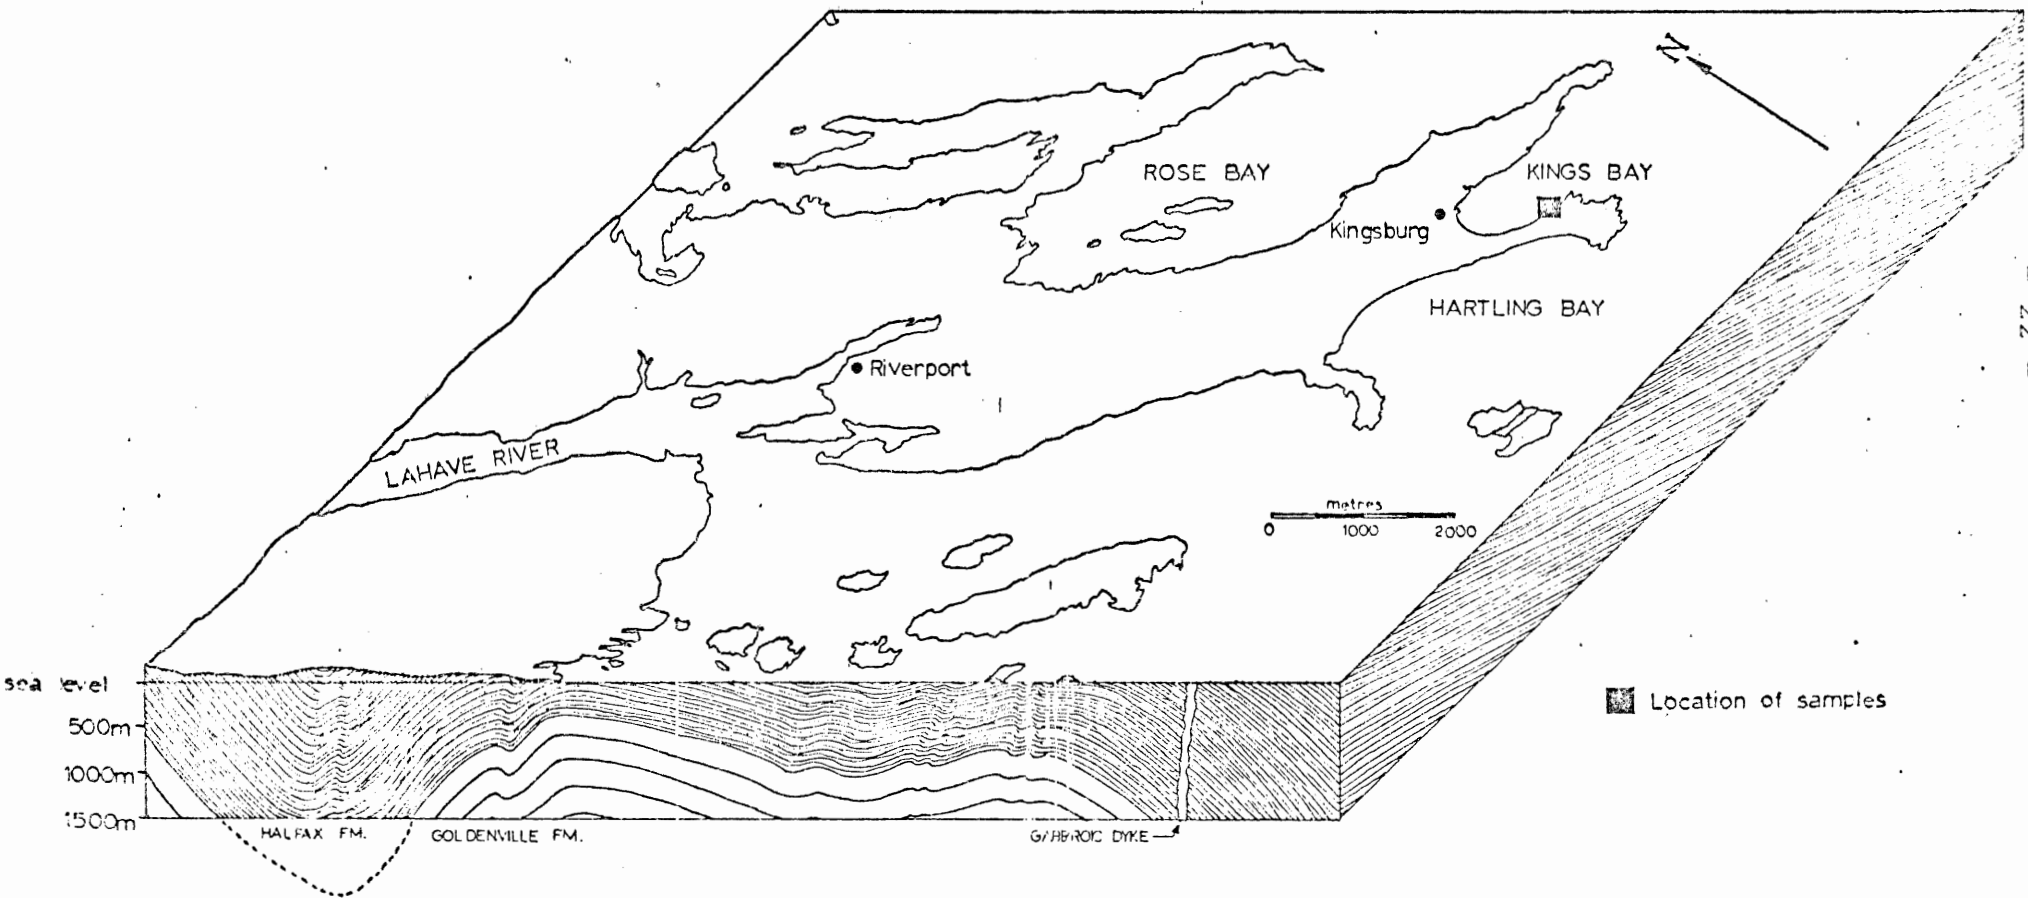 N
ROSE BAY
KINGS BAY
Kingsburg
HARTLING BAY
Riverport
LAHAVE RIVER
metres
0 1000 2000
sea level
500m
1000m
1500m
Location of samples
HALFAX FM.
GOLDENVILLE FM.
GABBROIC DYKE